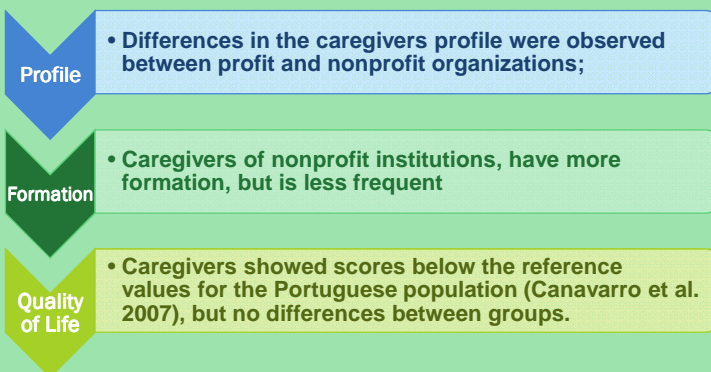 Profile
• Differences in the caregivers profile were observed
between profit and nonprofit organizations;
Formation
• Caregivers of nonprofit institutions, have more
formation, but is less frequent
Quality
of Life
• Caregivers showed scores below the reference
values for the Portuguese population (Canavarro et al.
2007), but no differences between groups.